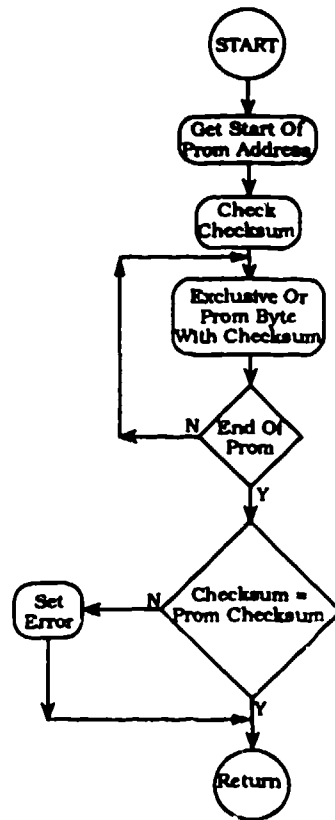 START
Get Start Of
Prom Address
Check
Checksum
Exclusive Or
Prom Byte
With Checksum
N
End Of
Prom
Y
Checksum =
Prom Checksum
N
Set
Error
Y
Return